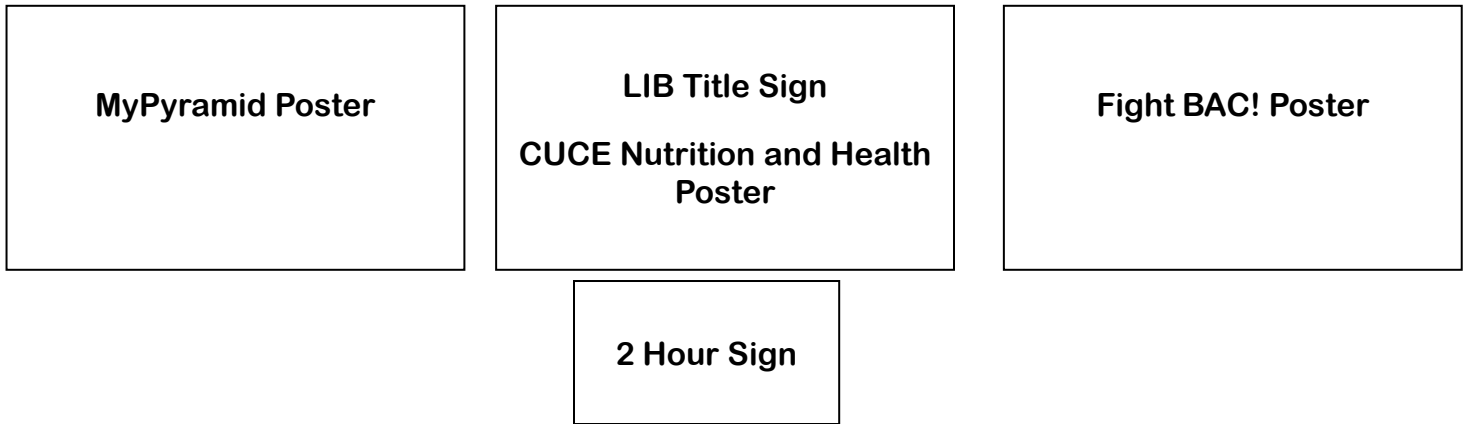 MyPyramid Poster
LIB Title Sign
CUCE Nutrition and Health
Poster
Fight BAC! Poster
2 Hour Sign